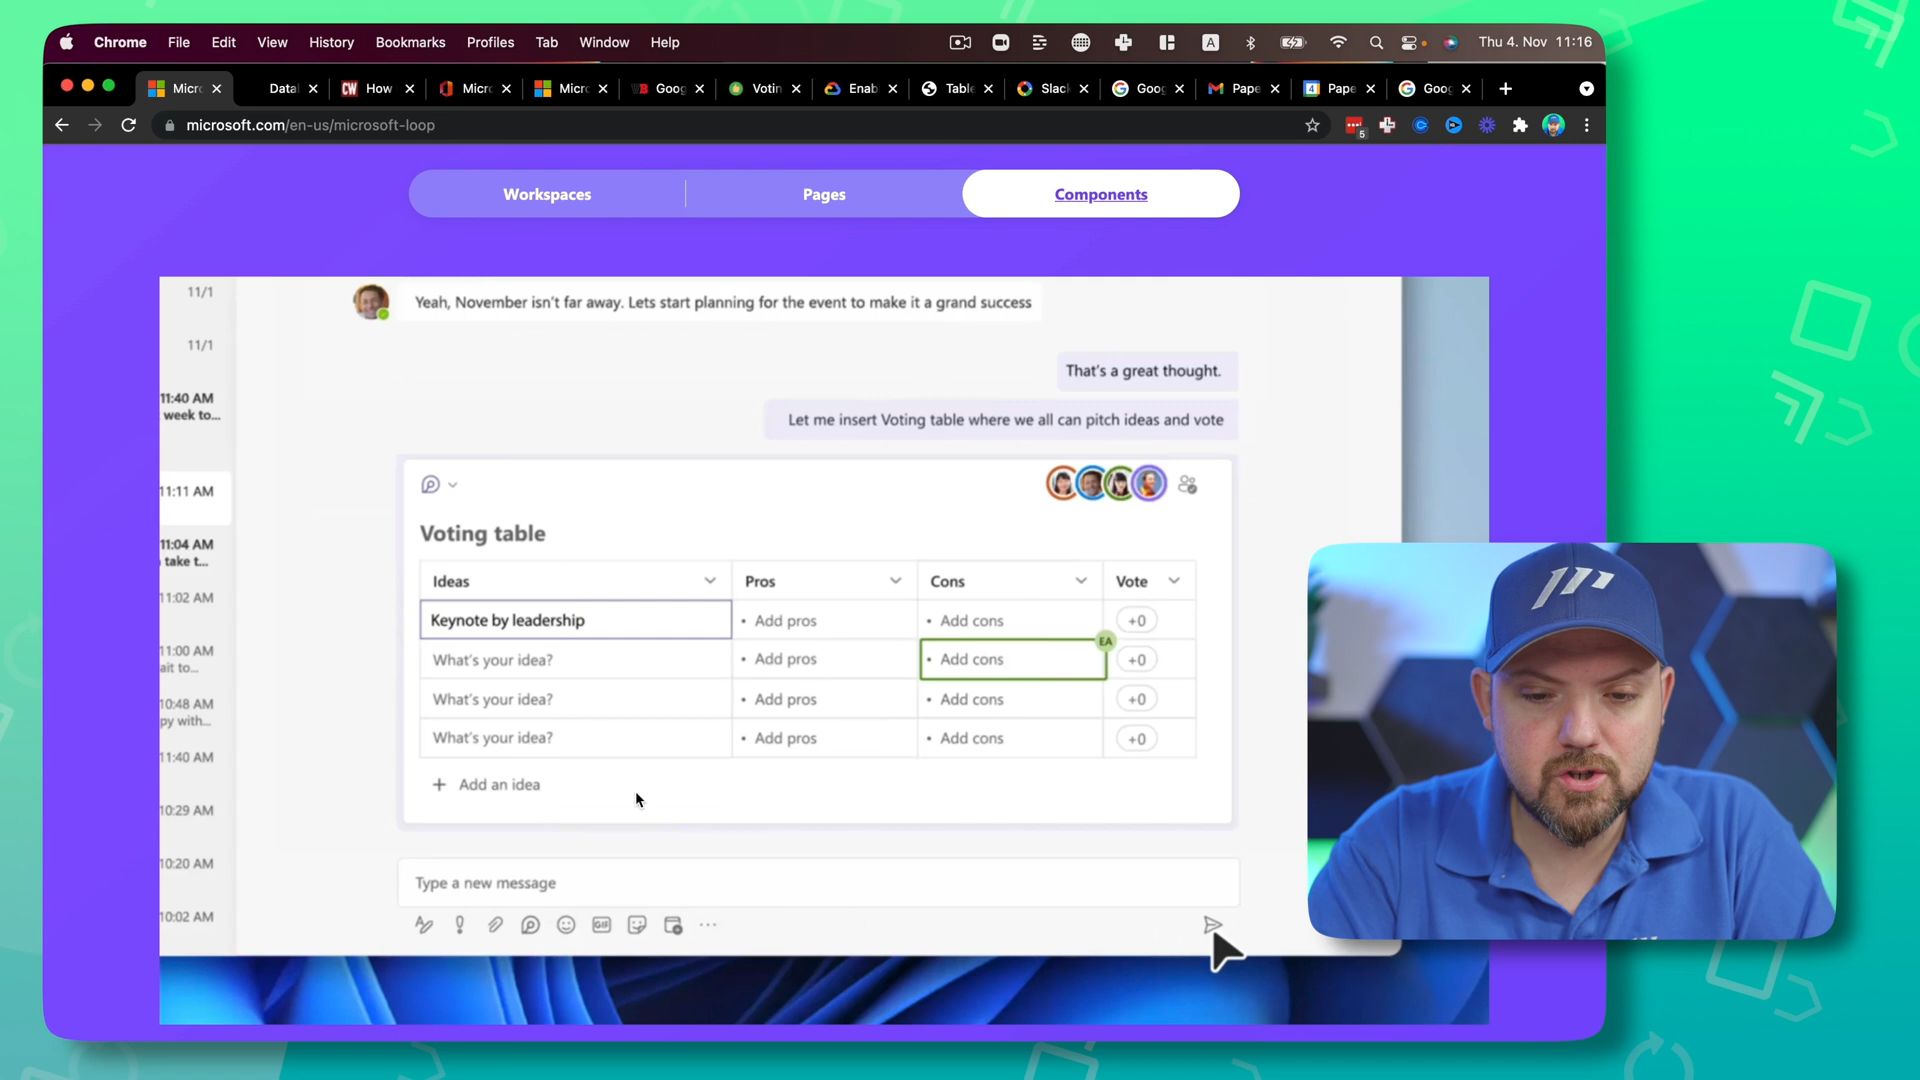 Chrome File Edit View History Bookmarks Profiles Tab Window Help
A
Thu 4. Nov 11:16
Micr
Data
CW How
Micr
Micr
Goog
Votin
Enab
Table
Slac
Goog
Pape
4 Pape
Goog
microsoft.com/en-us/microsoft-loop
5
Workspaces
Pages
Components
11/1
Yeah, November isn't far away. Lets start planning for the event to make it a grand success
11/1
That's a great thought.
11:40 AM
week to...
Let me insert Voting table where we all can pitch ideas and vote
11:11 AM
Voting table
11:04 AM
take t...
Ideas Pros Cons Vote
11:02 AM
Keynote by leadership • Add pros • Add cons +0
EA
11:00 AM
ait to...
What's your idea? • Add pros • Add cons +0
10:48 AM
py with...
What's your idea? • Add pros • Add cons +0
What's your idea? • Add pros • Add cons +0
11:40 AM
+ Add an idea
10:29 AM
10:20 AM
Type a new message
10:02 AM
GIF